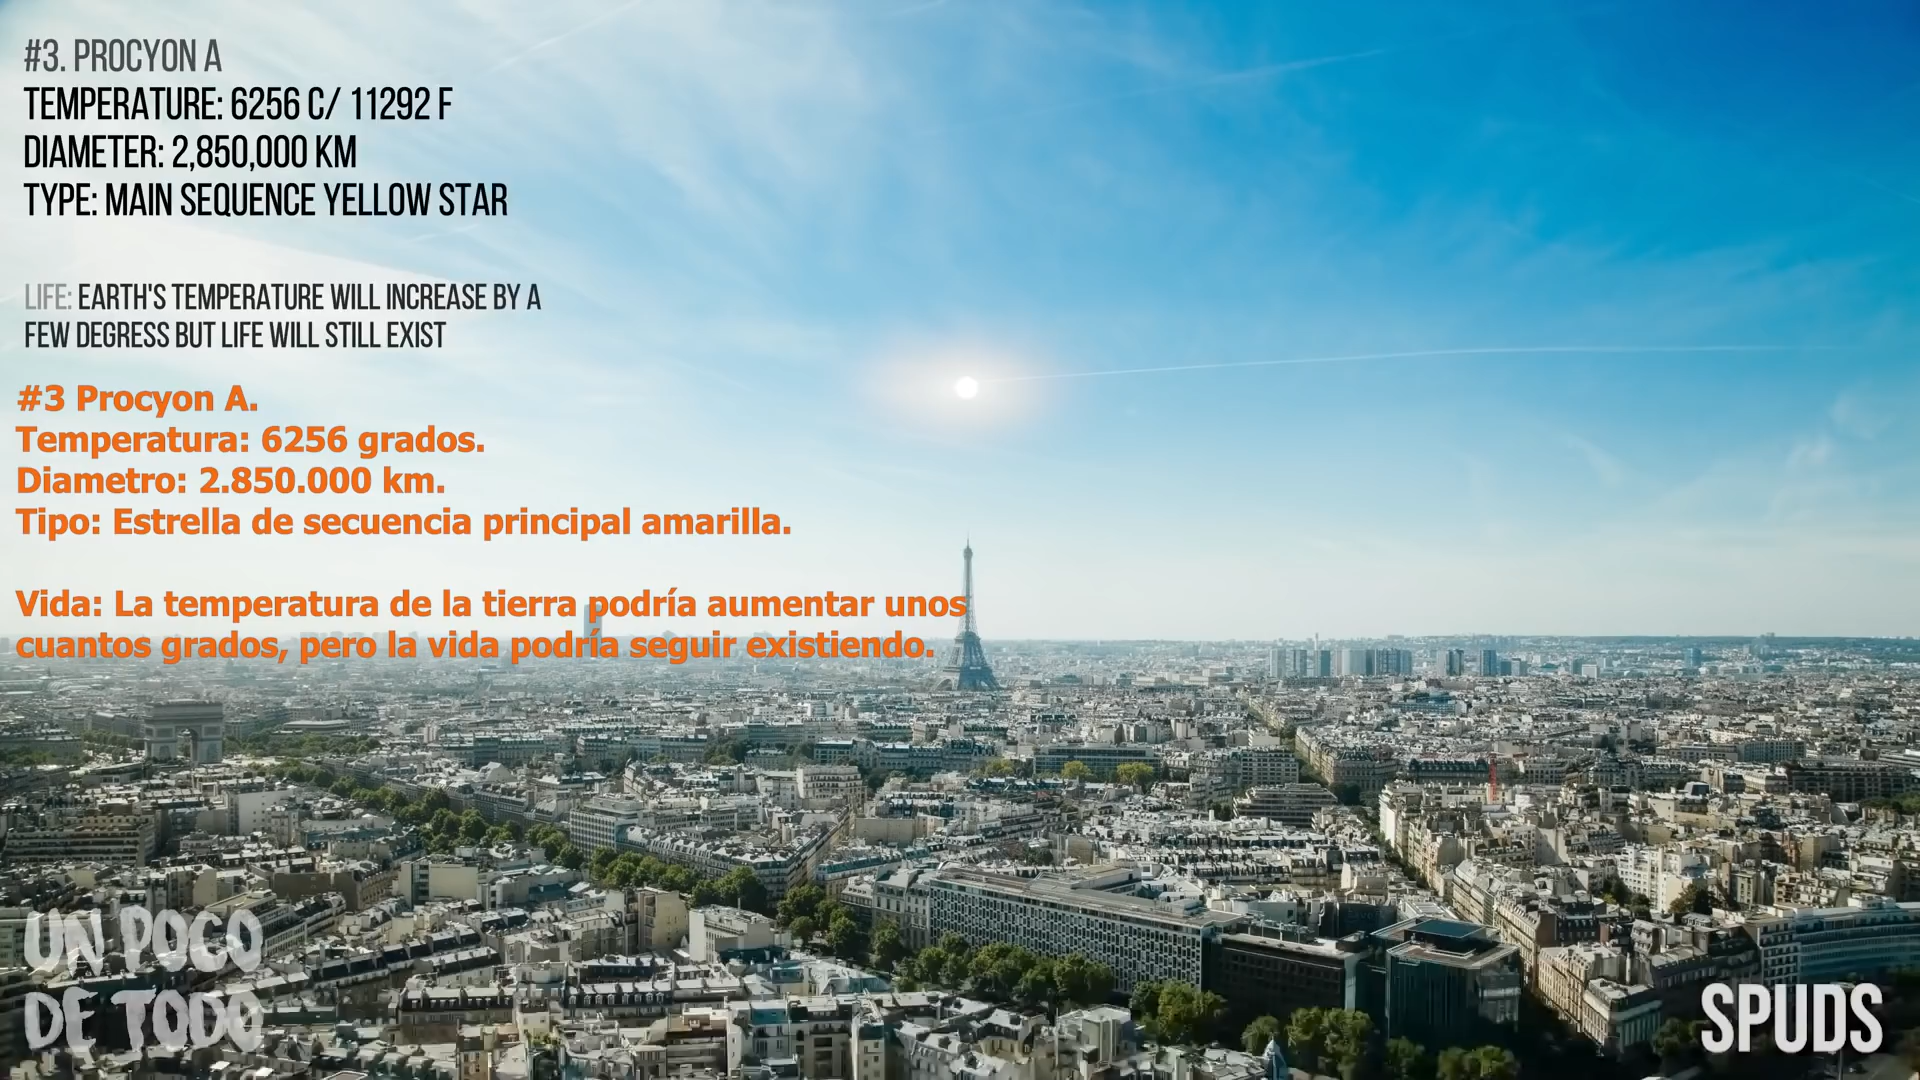 #3. PROCYON A
TEMPERATURE: 6256 C/ 11292 F
DIAMETER: 2,850,000 KM
TYPE: MAIN SEQUENCE YELLOW STAR
LIFE: EARTH'S TEMPERATURE WILL INCREASE BY A
FEW DEGRESS BUT LIFE WILL STILL EXIST
#3 Procyon A.
Temperatura: 6256 grados.
Diametro: 2.850.000 km.
Tipo: Estrella de secuencia principal amarilla.
Vida: La temperatura de la tierra podría aumentar unos
cuantos grados, pero la vida podría seguir existiendo.
UN POCO
DE TODO
SPUDS